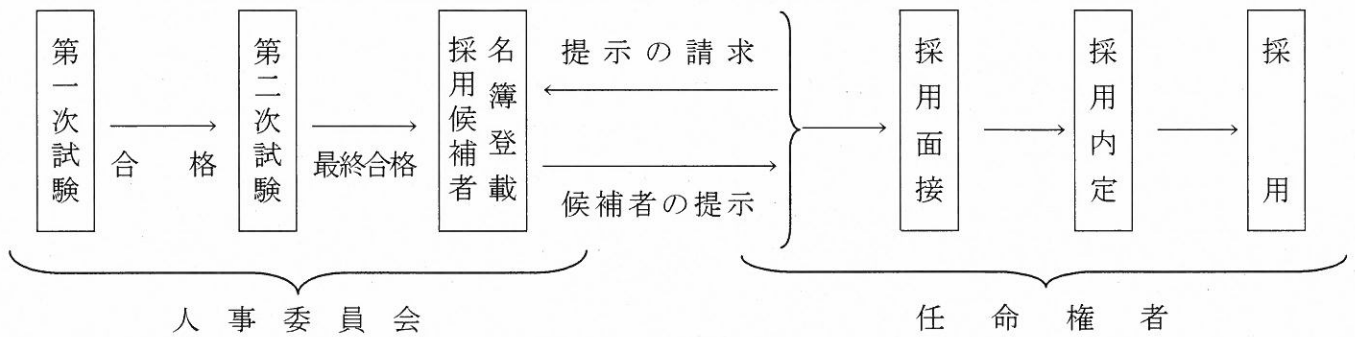 第一次試験
合格
第二次試験
最終合格
採用候補者
名簿登載
提示の請求
候補者の提示
採用面接
採用内定
採用
人事委員会
任命権者